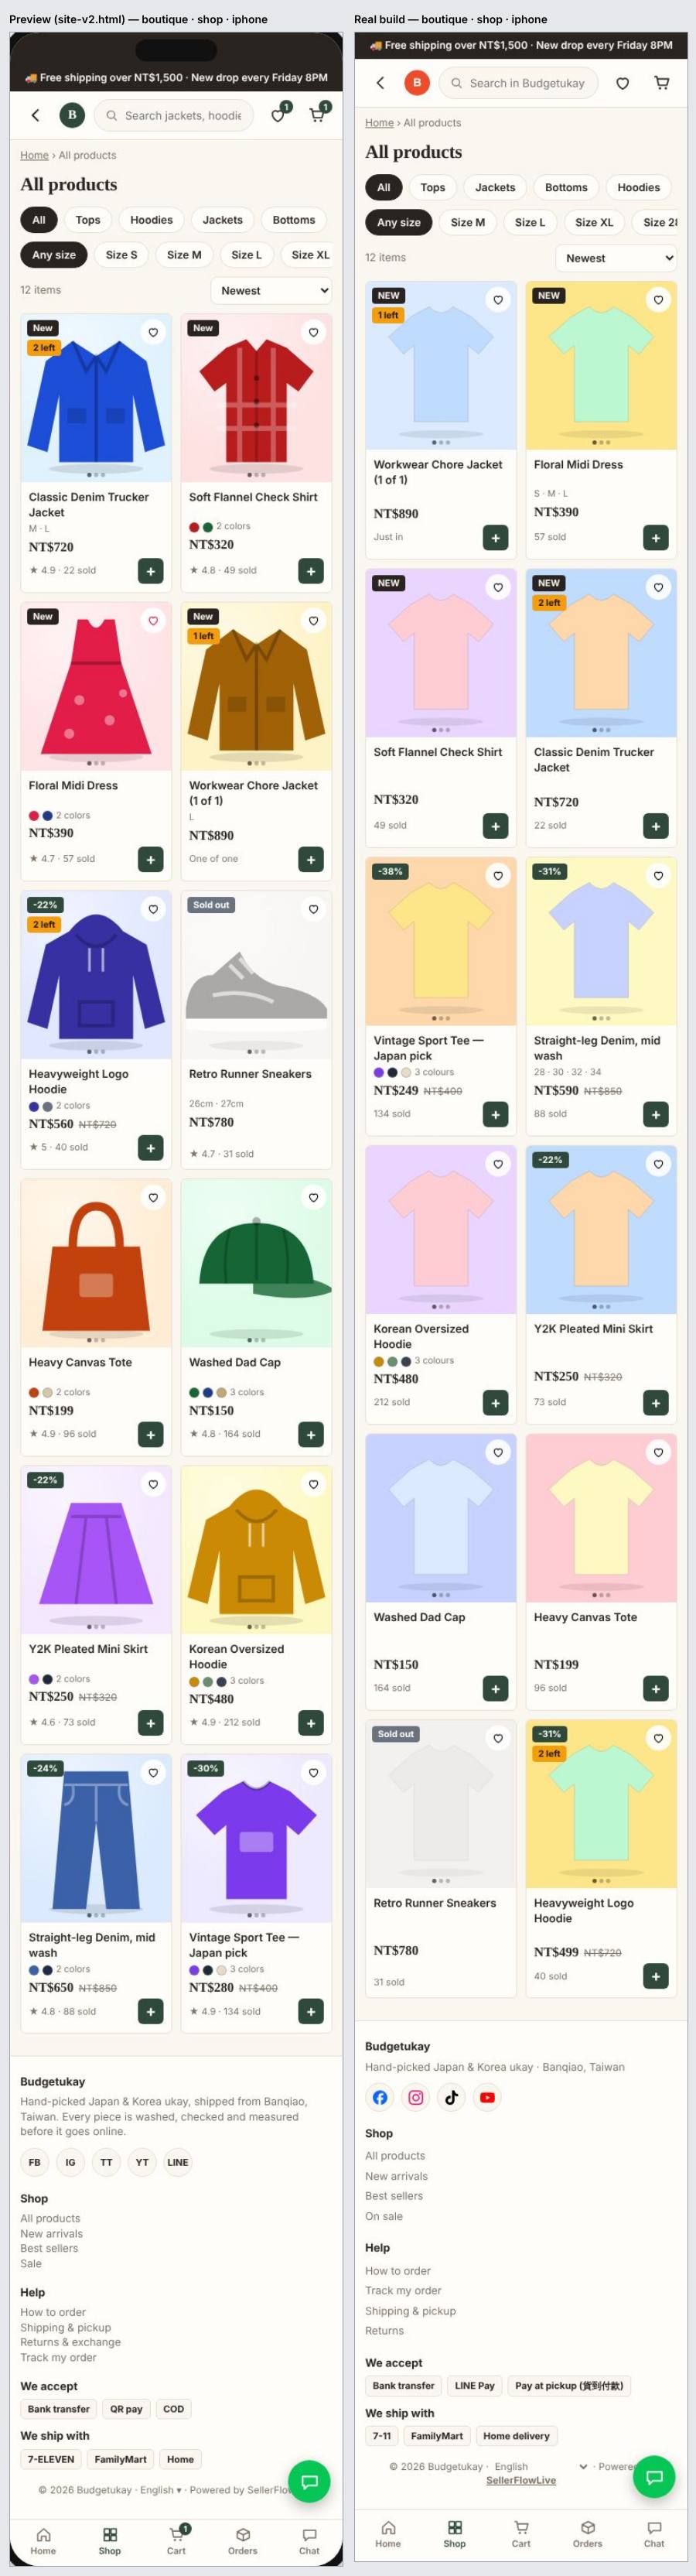 Preview (site-v2.html) — boutique · shop · iphone
🚚 Free shipping over NT$1,500 · New drop every Friday 8PM
B
Search jackets, hoodie
1
1
Home › All products
All products
All
Tops
Hoodies
Jackets
Bottoms
Any size
Size S
Size M
Size L
Size XL
12 items
Newest
New
2 left
New
Classic Denim Trucker
Jacket
M · L
NT$720
★ 4.9 · 22 sold
+
Soft Flannel Check Shirt
2 colors
NT$320
★ 4.8 · 49 sold
+
New
New
1 left
Floral Midi Dress
2 colors
NT$390
★ 4.7 · 57 sold
+
Workwear Chore Jacket
(1 of 1)
L
NT$890
One of one
+
-22%
2 left
Sold out
Heavyweight Logo
Hoodie
2 colors
NT$560 NT$720
★ 5 · 40 sold
+
Retro Runner Sneakers
26cm · 27cm
NT$780
★ 4.7 · 31 sold
Heavy Canvas Tote
2 colors
NT$199
★ 4.9 · 96 sold
+
Washed Dad Cap
3 colors
NT$150
★ 4.8 · 164 sold
+
-22%
Y2K Pleated Mini Skirt
2 colors
NT$250 NT$320
★ 4.6 · 73 sold
+
Korean Oversized
Hoodie
3 colors
NT$480
★ 4.9 · 212 sold
+
-24%
-30%
Straight-leg Denim, mid
wash
2 colors
NT$650 NT$850
★ 4.8 · 88 sold
+
Vintage Sport Tee —
Japan pick
3 colors
NT$280 NT$400
★ 4.9 · 134 sold
+
Budgetukay
Hand-picked Japan & Korea ukay, shipped from Banqiao,
Taiwan. Every piece is washed, checked and measured
before it goes online.
FB
IG
TT
YT
LINE
Shop
All products
New arrivals
Best sellers
Sale
Help
How to order
Shipping & pickup
Returns & exchange
Track my order
We accept
Bank transfer
QR pay
COD
We ship with
7-ELEVEN
FamilyMart
Home
© 2026 Budgetukay · English ▾ · Powered by SellerFlow
1
Home
Shop
Cart
Orders
Chat
Real build — boutique · shop · iphone
🚚 Free shipping over NT$1,500 · New drop every Friday 8PM
B
Search in Budgetukay
Home › All products
All products
All
Tops
Jackets
Bottoms
Hoodies
Any size
Size M
Size L
Size XL
Size 28
12 items
Newest
NEW
1 left
NEW
Workwear Chore Jacket
(1 of 1)
NT$890
Just in
+
Floral Midi Dress
S · M · L
NT$390
57 sold
+
NEW
NEW
2 left
Soft Flannel Check Shirt
NT$320
49 sold
+
Classic Denim Trucker
Jacket
NT$720
22 sold
+
-38%
-31%
Vintage Sport Tee —
Japan pick
3 colours
NT$249 NT$400
134 sold
+
Straight-leg Denim, mid
wash
28 · 30 · 32 · 34
NT$590 NT$850
88 sold
+
-22%
Korean Oversized
Hoodie
3 colours
NT$480
212 sold
+
Y2K Pleated Mini Skirt
NT$250 NT$320
73 sold
+
Washed Dad Cap
NT$150
164 sold
+
Heavy Canvas Tote
NT$199
96 sold
+
Sold out
-31%
2 left
Retro Runner Sneakers
NT$780
31 sold
Heavyweight Logo
Hoodie
NT$499 NT$720
40 sold
+
Budgetukay
Hand-picked Japan & Korea ukay · Banqiao, Taiwan
Shop
All products
New arrivals
Best sellers
On sale
Help
How to order
Track my order
Shipping & pickup
Returns
We accept
Bank transfer
LINE Pay
Pay at pickup (貨到付款)
We ship with
7-11
FamilyMart
Home delivery
© 2026 Budgetukay · English · Powere
SellerFlowLive
Home
Shop
Cart
Orders
Chat